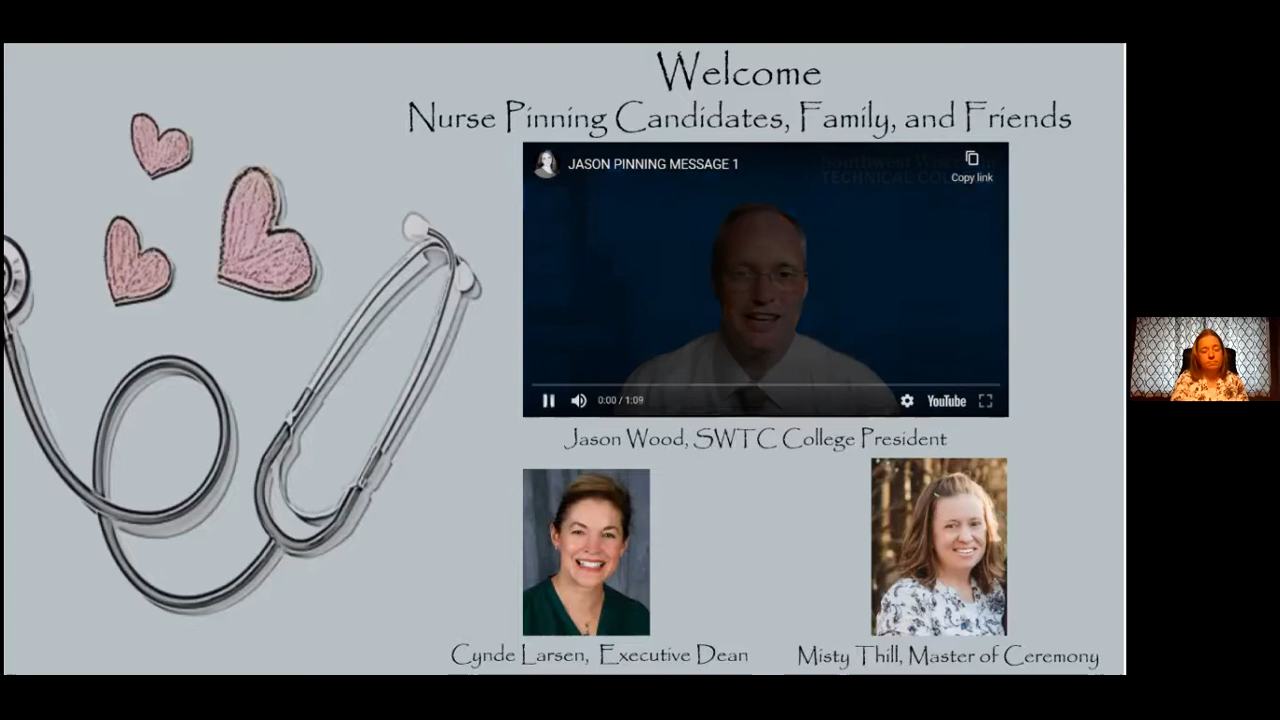 Welcome
Nurse Pinning Candidates, Family, and Friends
JASON PINNING MESSAGE 1
Copy link
TECHNICAL
0:00 / 1:09
YouTube
Jason Wood, SWTC College President
Cynde Larsen, Executive Dean
Misty Thill, Master of Ceremony